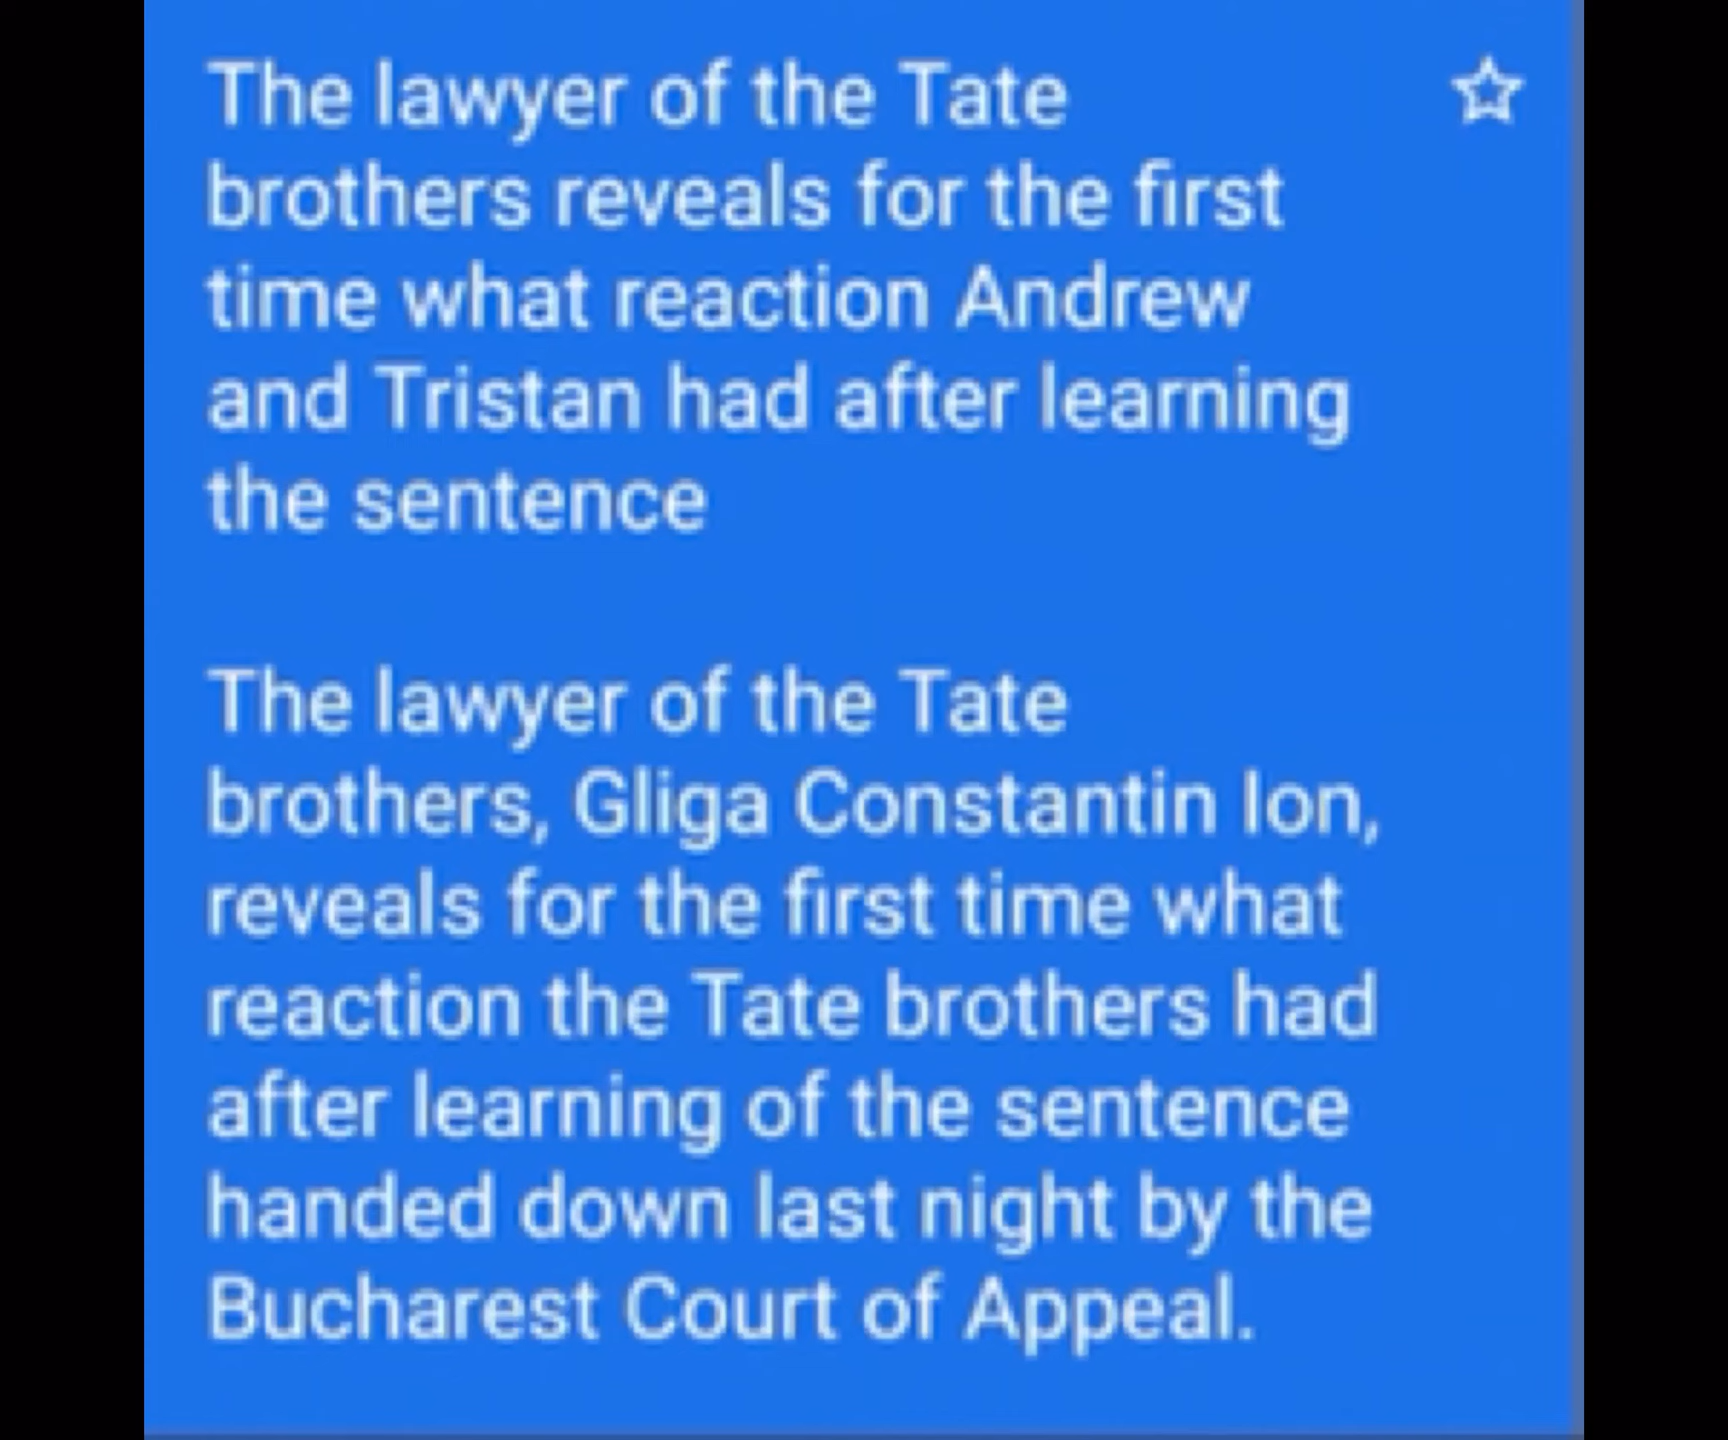 The lawyer of the Tate
brothers reveals for the first
time what reaction Andrew
and Tristan had after learning
the sentence
The lawyer of the Tate
brothers, Gliga Constantin Ion,
reveals for the first time what
reaction the Tate brothers had
after learning of the sentence
handed down last night by the
Bucharest Court of Appeal.